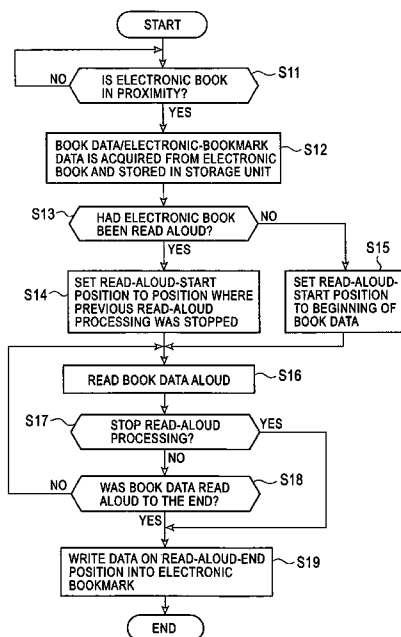 START
IS ELECTRONIC BOOK
IN PROXIMITY?
S11
NO
YES
BOOK DATA/ELECTRONIC-BOOKMARK
DATA IS ACQUIRED FROM ELECTRONIC
BOOK AND STORED IN STORAGE UNIT
S12
S13
HAD ELECTRONIC BOOK
BEEN READ ALOUD?
NO
YES
S14
SET READ-ALOUD-START
POSITION TO POSITION WHERE
PREVIOUS READ-ALOUD
PROCESSING WAS STOPPED
S15
SET READ-ALOUD-
START POSITION
TO BEGINNING OF
BOOK DATA
READ BOOK DATA ALOUD
S16
S17
STOP READ-ALOUD
PROCESSING?
YES
NO
S18
NO
WAS BOOK DATA READ
ALOUD TO THE END?
YES
WRITE DATA ON READ-ALOUD-END
POSITION INTO ELECTRONIC
BOOKMARK
S19
END